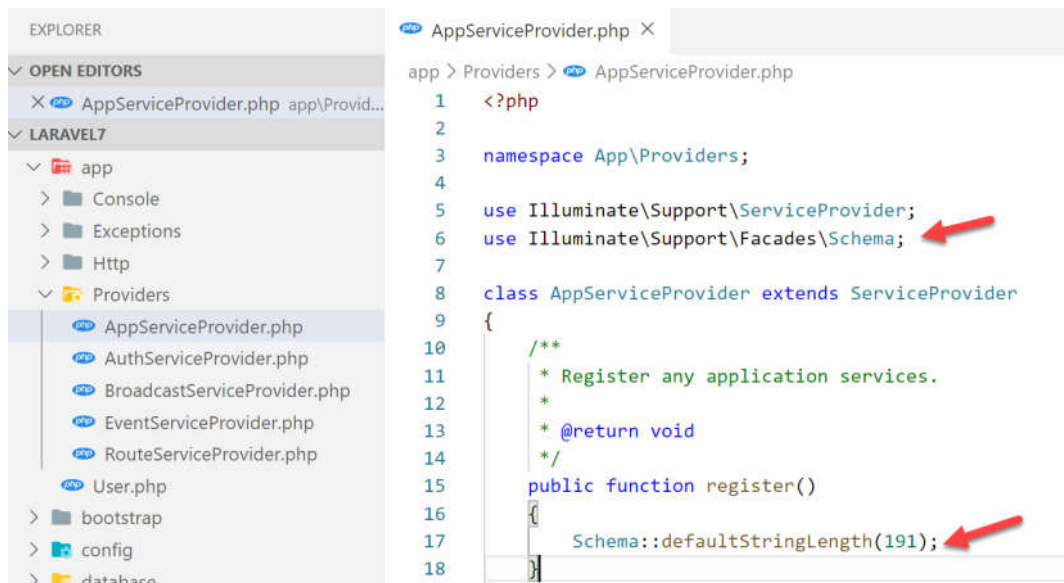 EXPLORER
OPEN EDITORS
AppServiceProvider.php app\Provid...
LARAVEL7
app
Console
Exceptions
Http
Providers
AppServiceProvider.php
AuthServiceProvider.php
BroadcastServiceProvider.php
EventServiceProvider.php
RouteServiceProvider.php
User.php
bootstrap
config
database
AppServiceProvider.php
app > Providers > AppServiceProvider.php
1 <?php
2
3 namespace App\Providers;
4
5 use Illuminate\Support\ServiceProvider;
6 use Illuminate\Support\Facades\Schema;
7
8 class AppServiceProvider extends ServiceProvider
9 {
10 /**
11 * Register any application services.
12 *
13 * @return void
14 */
15 public function register()
16 {
17 Schema::defaultStringLength(191);
18 }